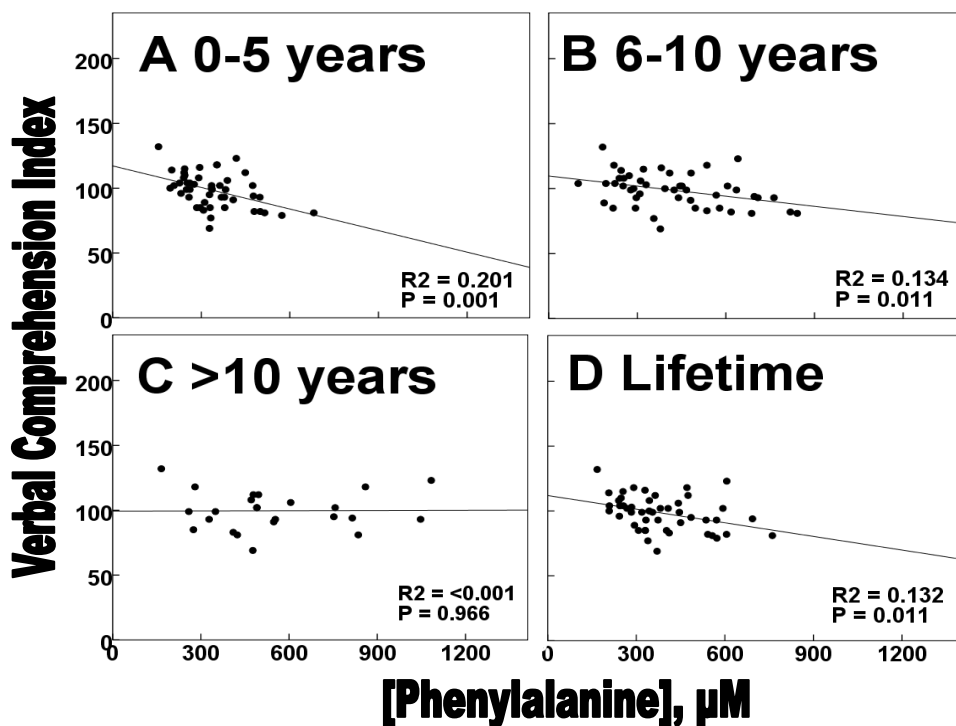 Verbal Comprehension Index
A 0-5 years
200
150
100
50
0
R2 = 0.201
P = 0.001
B 6-10 years
R2 = 0.134
P = 0.011
C >10 years
200
150
100
50
0
R2 = <0.001
P = 0.966
0 300 600 900 1200
D Lifetime
R2 = 0.132
P = 0.011
0 300 600 900 1200
[Phenylalanine], µM